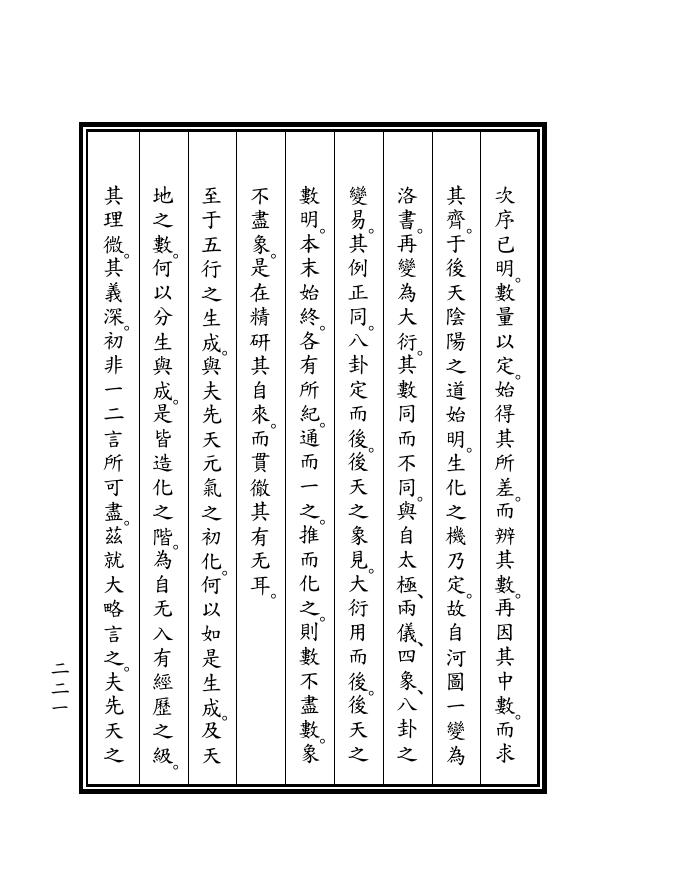 次序已明。數量以定。始得其所差。而辨其數。再因其中數。而求
其齊。于後天陰陽之道始明。生化之機乃定。故自河圖一變為
洛書。再變為大衍。其數同而不同。與自太極、兩儀、四象、八卦之
變易。其例正同。八卦定而後。後天之象見。大衍用而後。後天之
數明。本末始終。各有所紀。通而一之。推而化之。則數不盡數。象
不盡象。是在精研其自來。而貫徹其有无耳。
至于五行之生成。與夫先天元氣之初化。何以如是生成。及天
地之數。何以分生與成。是皆造化之階。為自无入有經歷之級。
其理微。其義深。初非一二言所可盡。茲就大略言之。夫先天之
二二一